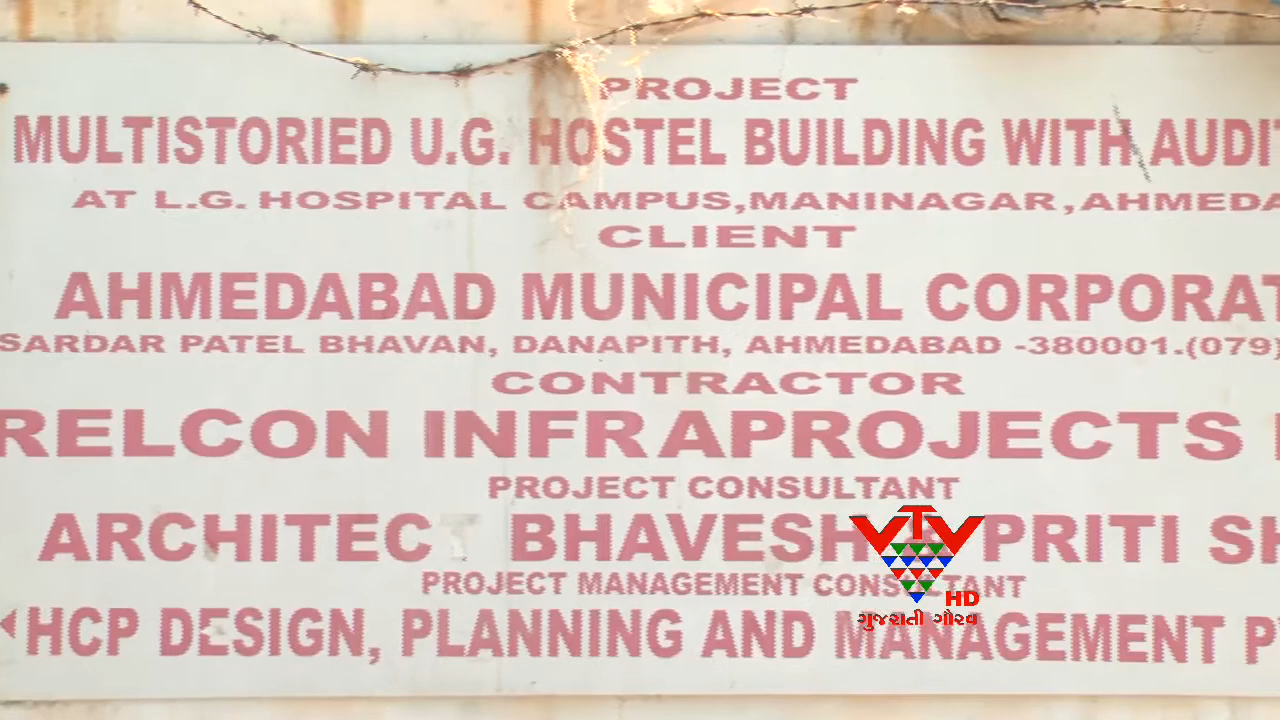 PROJECT
MULTISTORIED U.G. HOSTEL BUILDING WITH AUDIT
AT L.G. HOSPITAL CAMPUS,MANINAGAR,AHMEDA
CLIENT
AHMEDABAD MUNICIPAL CORPORAT
SARDAR PATEL BHAVAN, DANAPITH, AHMEDABAD -380001.(079)
CONTRACTOR
RELCON INFRAPROJECTS
PROJECT CONSULTANT
ARCHITECT BHAVESH & PRITI SH
PROJECT MANAGEMENT CONSULTANT
HCP DESIGN, PLANNING AND MANAGEMENT P
VTV
HD
ગુજરાતી ગૌરવ